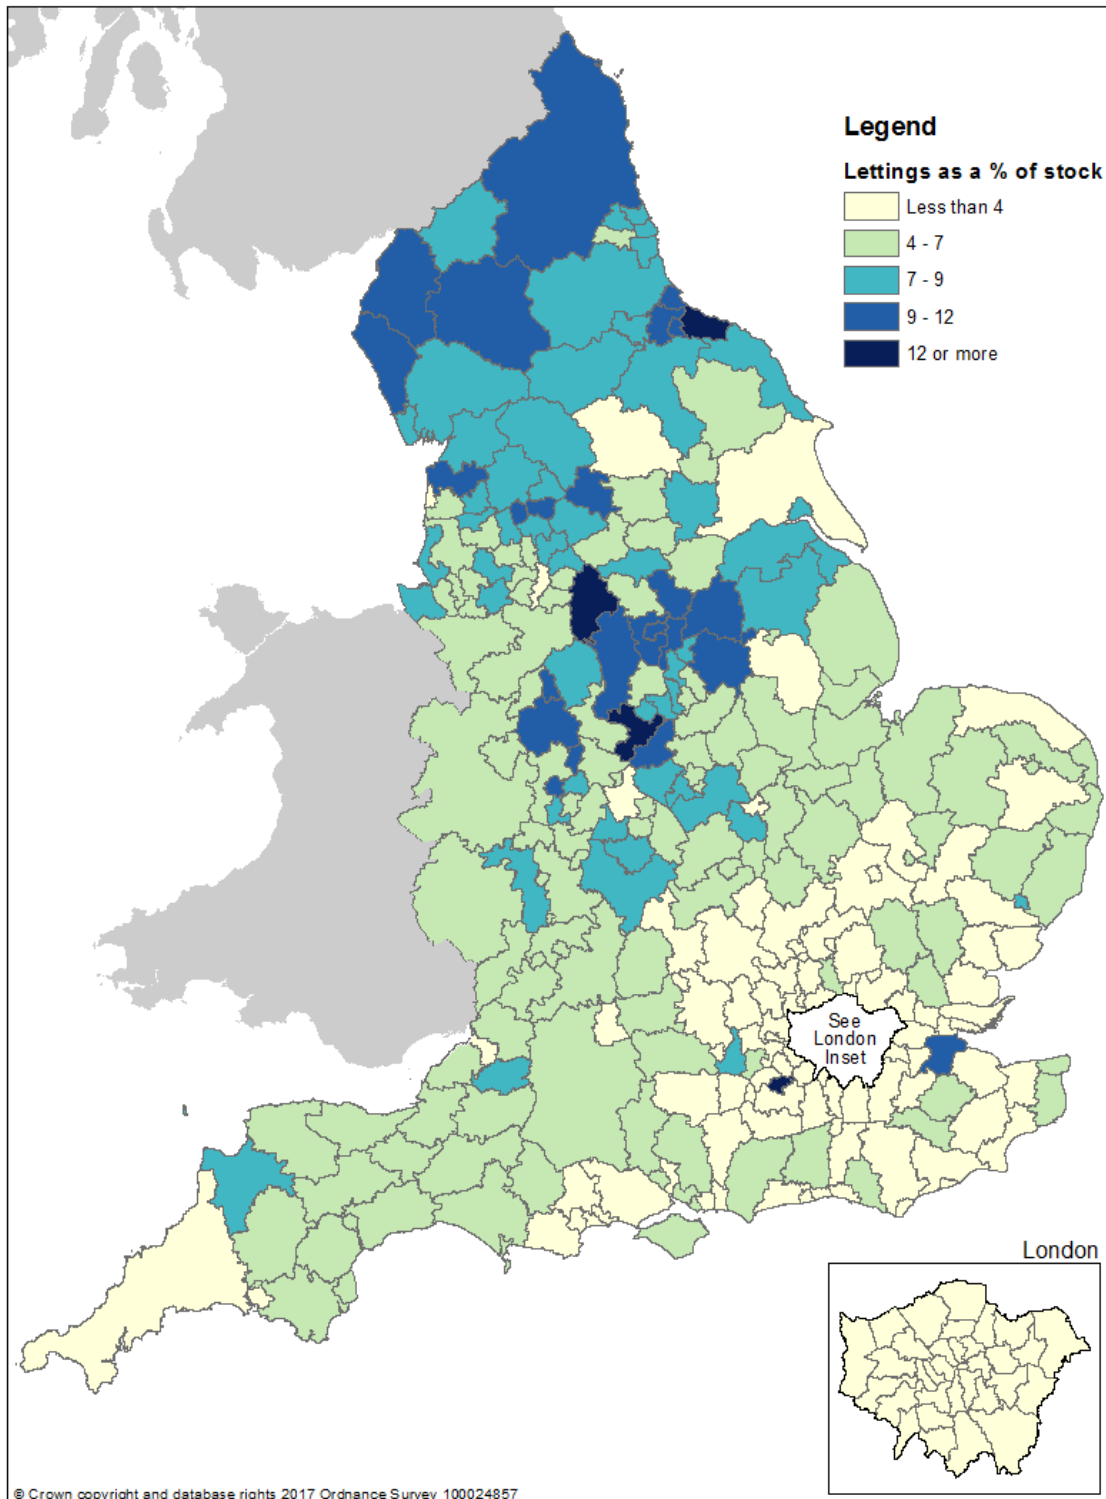 Legend
Lettings as a % of stock
Less than 4
4 - 7
7 - 9
9 - 12
12 or more
See
London
Inset
London
© Crown copyright and database rights 2017 Ordnance Survey 100024857